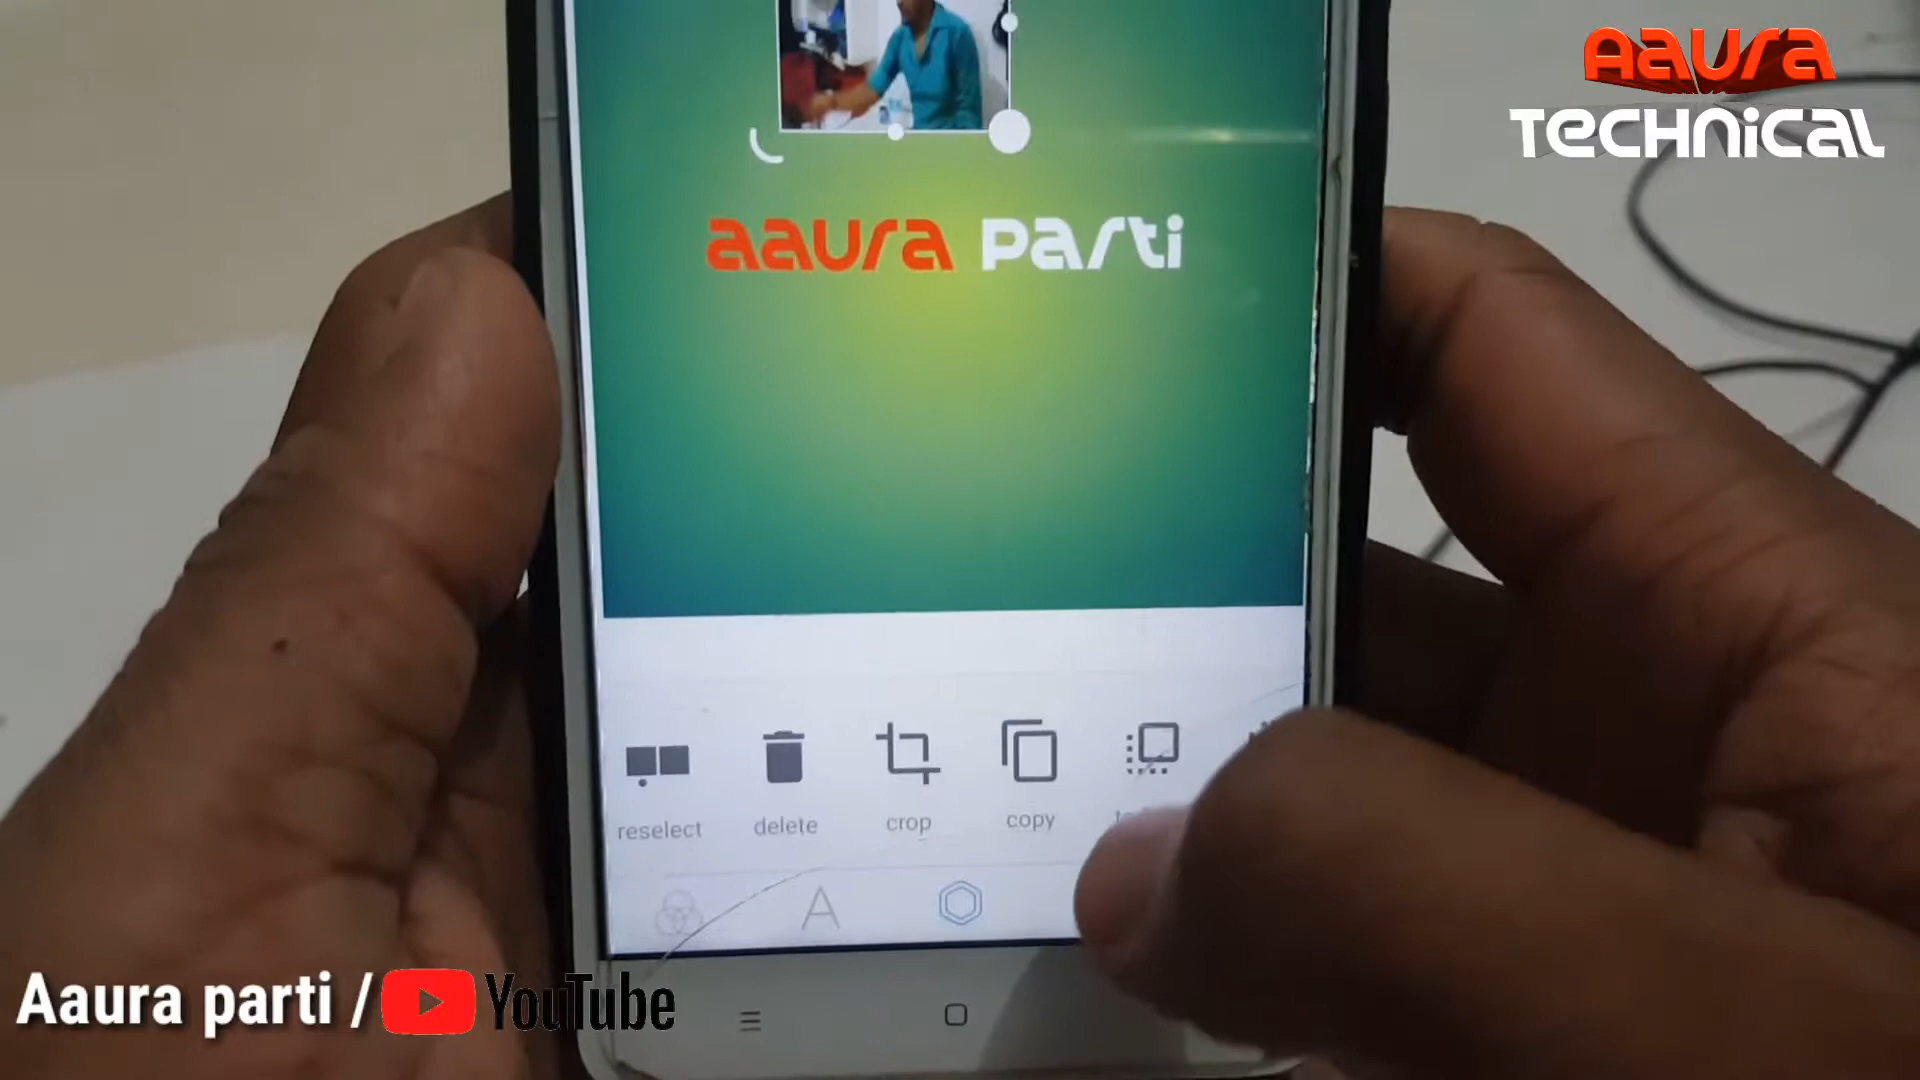 Aaura
TECHNiCAL
aaura parti
reselect
delete
crop
copy
A
Aaura parti / YouTube